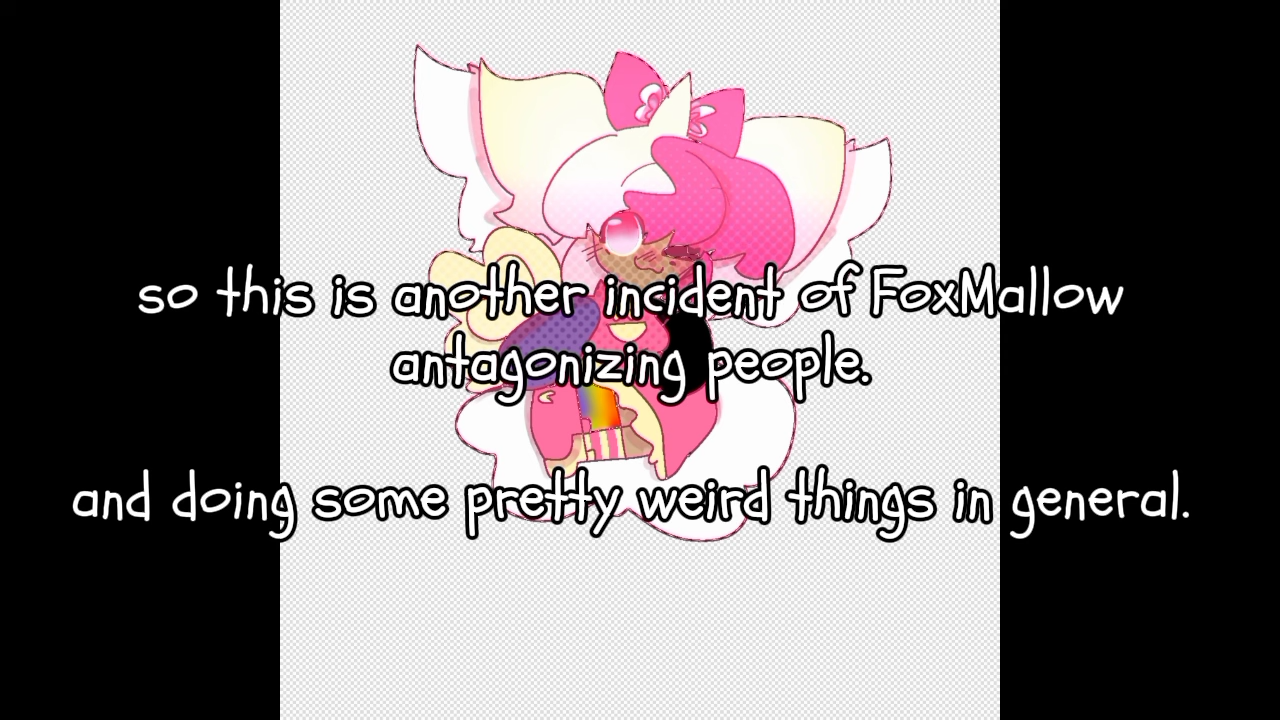 so this is another incident of FoxMallow
antagonizing people.
and doing some pretty weird things in general.